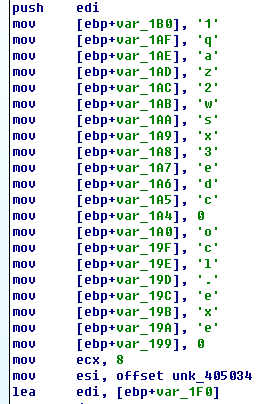 push edi
mov [ebp+var_1B0], '1'
mov [ebp+var_1AF], 'q'
mov [ebp+var_1AE], 'a'
mov [ebp+var_1AD], 'z'
mov [ebp+var_1AC], '2'
mov [ebp+var_1AB], 'w'
mov [ebp+var_1AA], 's'
mov [ebp+var_1A9], 'x'
mov [ebp+var_1A8], '3'
mov [ebp+var_1A7], 'e'
mov [ebp+var_1A6], 'd'
mov [ebp+var_1A5], 'c'
mov [ebp+var_1A4], 0
mov [ebp+var_1A0], 'o'
mov [ebp+var_19F], 'c'
mov [ebp+var_19E], 'l'
mov [ebp+var_19D], '.'
mov [ebp+var_19C], 'e'
mov [ebp+var_19B], 'x'
mov [ebp+var_19A], 'e'
mov [ebp+var_199], 0
mov ecx, 8
mov esi, offset unk_405034
lea edi, [ebp+var_1F0]